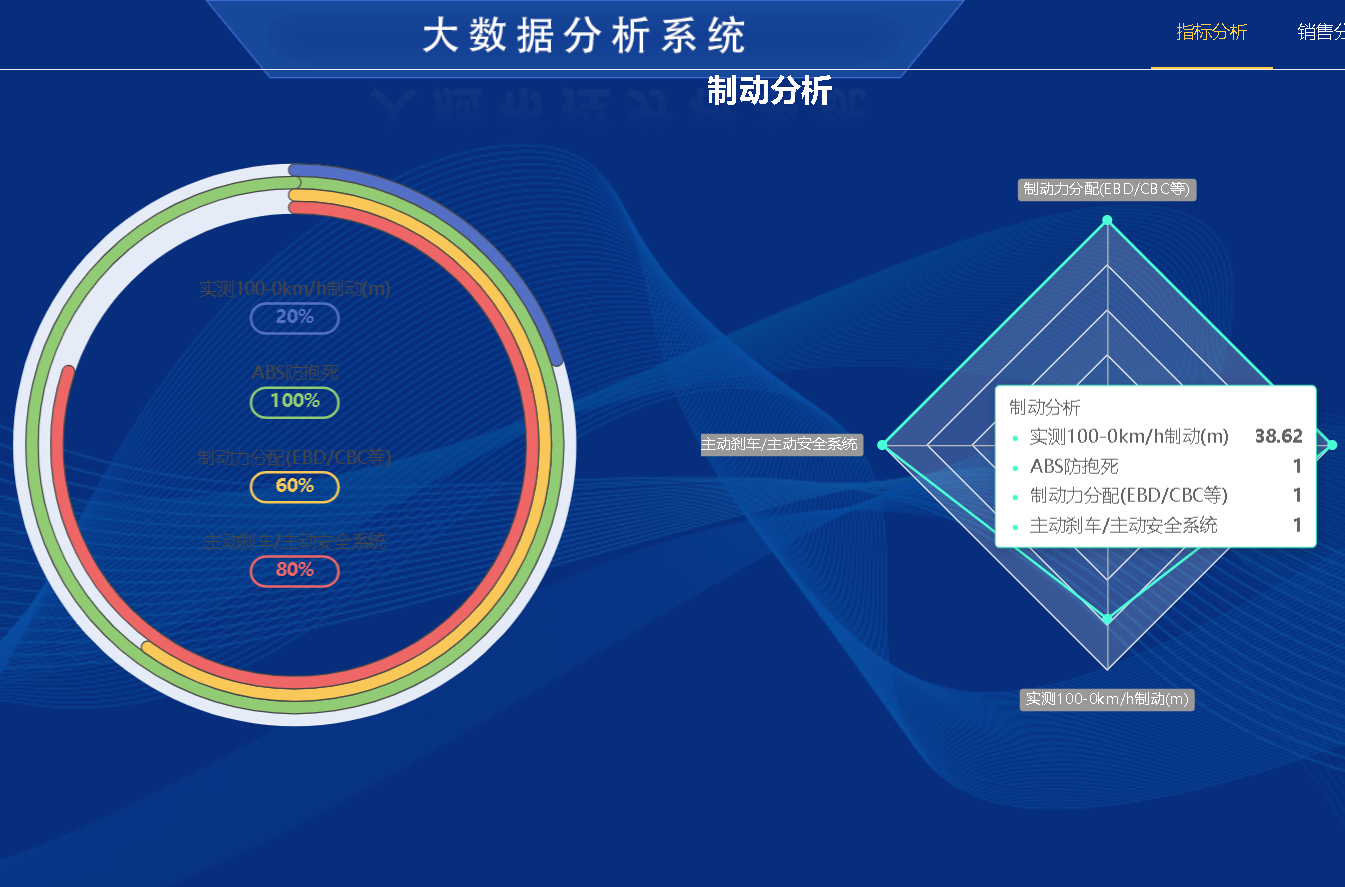 大数据分析系统
指标分析
销售分
制动分析
实测100-0km/h制动(m)
20%
ABS防抱死
100%
制动力分配(EBD/CBC等)
60%
主动刹车/主动安全系统
80%
制动力分配(EBD/CBC等)
主动刹车/主动安全系统
制动分析
实测100-0km/h制动(m) 38.62
ABS防抱死 1
制动力分配(EBD/CBC等) 1
主动刹车/主动安全系统 1
实测100-0km/h制动(m)